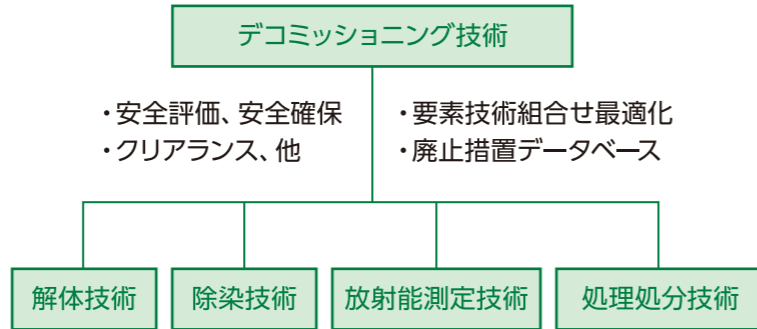 デコミッショニング技術
・安全評価、安全確保
・クリアランス、他
・要素技術組合せ最適化
・廃止措置データベース
解体技術
除染技術
放射能測定技術
処理処分技術